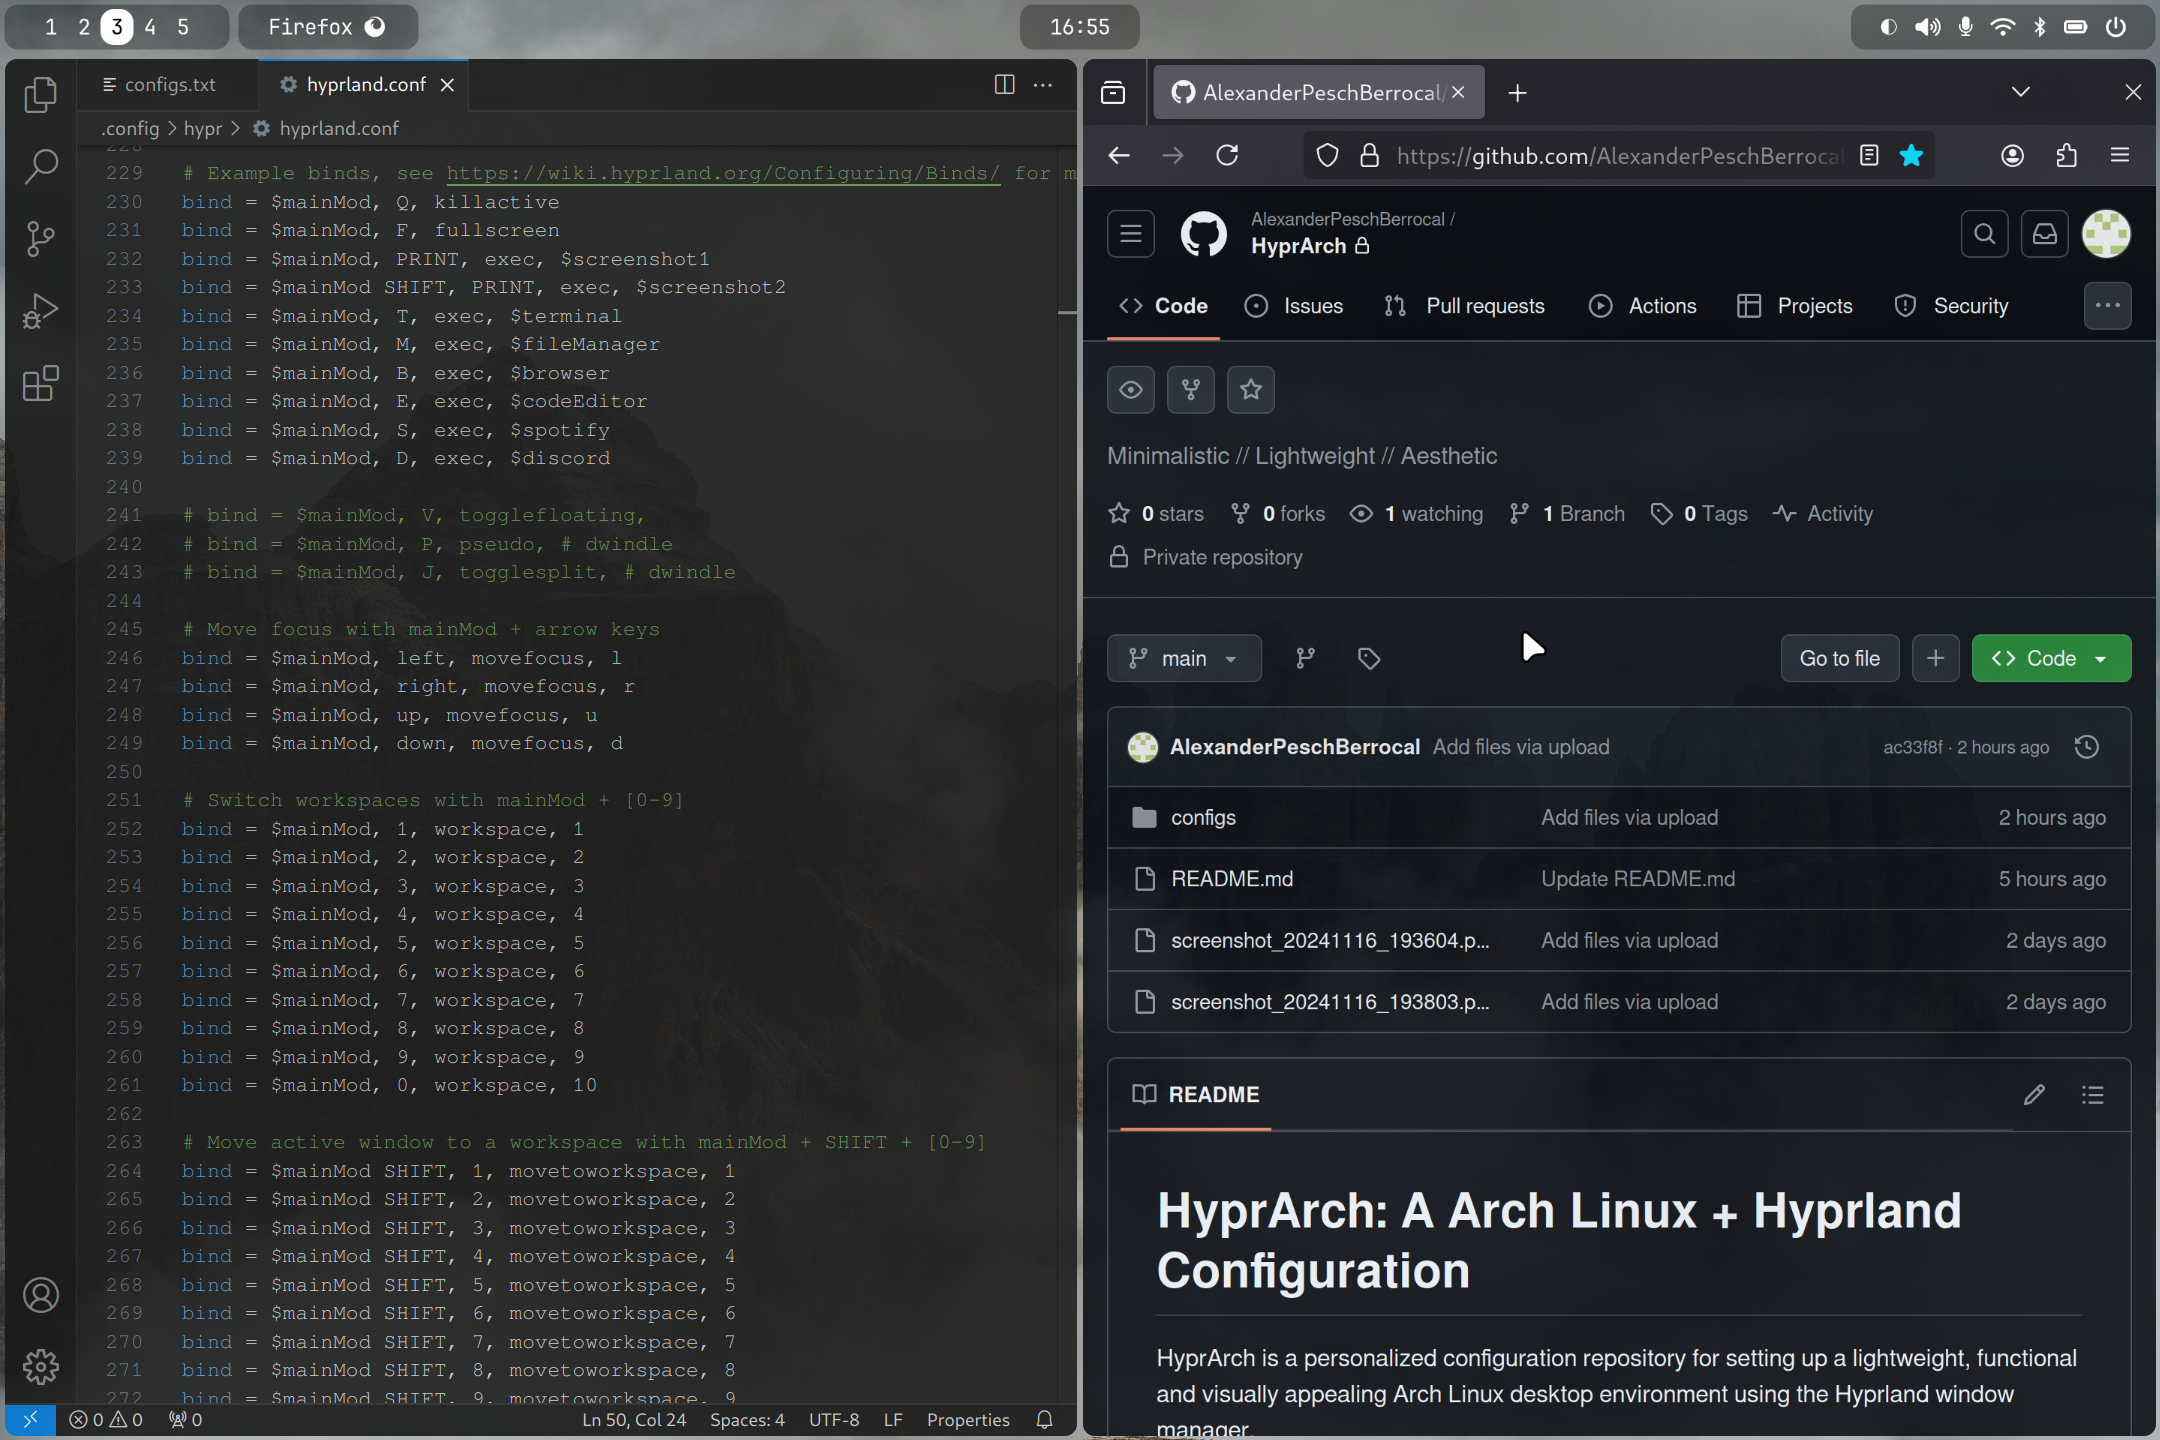 1 2 3 4 5
Firefox
16:55
configs.txt
hyprland.conf
.config > hypr > hyprland.conf
228
229 # Example binds, see https://wiki.hyprland.org/Configuring/Binds/ for m
230 bind = $mainMod, Q, killactive
231 bind = $mainMod, F, fullscreen
232 bind = $mainMod, PRINT, exec, $screenshot1
233 bind = $mainMod SHIFT, PRINT, exec, $screenshot2
234 bind = $mainMod, T, exec, $terminal
235 bind = $mainMod, M, exec, $fileManager
236 bind = $mainMod, B, exec, $browser
237 bind = $mainMod, E, exec, $codeEditor
238 bind = $mainMod, S, exec, $spotify
239 bind = $mainMod, D, exec, $discord
240
241 # bind = $mainMod, V, togglefloating,
242 # bind = $mainMod, P, pseudo, # dwindle
243 # bind = $mainMod, J, togglesplit, # dwindle
244
245 # Move focus with mainMod + arrow keys
246 bind = $mainMod, left, movefocus, l
247 bind = $mainMod, right, movefocus, r
248 bind = $mainMod, up, movefocus, u
249 bind = $mainMod, down, movefocus, d
250
251 # Switch workspaces with mainMod + [0-9]
252 bind = $mainMod, 1, workspace, 1
253 bind = $mainMod, 2, workspace, 2
254 bind = $mainMod, 3, workspace, 3
255 bind = $mainMod, 4, workspace, 4
256 bind = $mainMod, 5, workspace, 5
257 bind = $mainMod, 6, workspace, 6
258 bind = $mainMod, 7, workspace, 7
259 bind = $mainMod, 8, workspace, 8
260 bind = $mainMod, 9, workspace, 9
261 bind = $mainMod, 0, workspace, 10
262
263 # Move active window to a workspace with mainMod + SHIFT + [0-9]
264 bind = $mainMod SHIFT, 1, movetoworkspace, 1
265 bind = $mainMod SHIFT, 2, movetoworkspace, 2
266 bind = $mainMod SHIFT, 3, movetoworkspace, 3
267 bind = $mainMod SHIFT, 4, movetoworkspace, 4
268 bind = $mainMod SHIFT, 5, movetoworkspace, 5
269 bind = $mainMod SHIFT, 6, movetoworkspace, 6
270 bind = $mainMod SHIFT, 7, movetoworkspace, 7
271 bind = $mainMod SHIFT, 8, movetoworkspace, 8
272 bind = $mainMod SHIFT, 9, movetoworkspace, 9
0 0 0 Ln 50, Col 24 Spaces: 4 UTF-8 LF Properties
AlexanderPeschBerrocal/
https://github.com/AlexanderPeschBerrocal
AlexanderPeschBerrocal /
HyprArch
Code Issues Pull requests Actions Projects Security
Minimalistic // Lightweight // Aesthetic
0 stars 0 forks 1 watching 1 Branch 0 Tags Activity
Private repository
main Go to file Code
AlexanderPeschBerrocal Add files via upload ac33f8f · 2 hours ago
configs Add files via upload 2 hours ago
README.md Update README.md 5 hours ago
screenshot_20241116_193604.p... Add files via upload 2 days ago
screenshot_20241116_193803.p... Add files via upload 2 days ago
README
HyprArch: A Arch Linux + Hyprland
Configuration
HyprArch is a personalized configuration repository for setting up a lightweight, functional
and visually appealing Arch Linux desktop environment using the Hyprland window
manager.